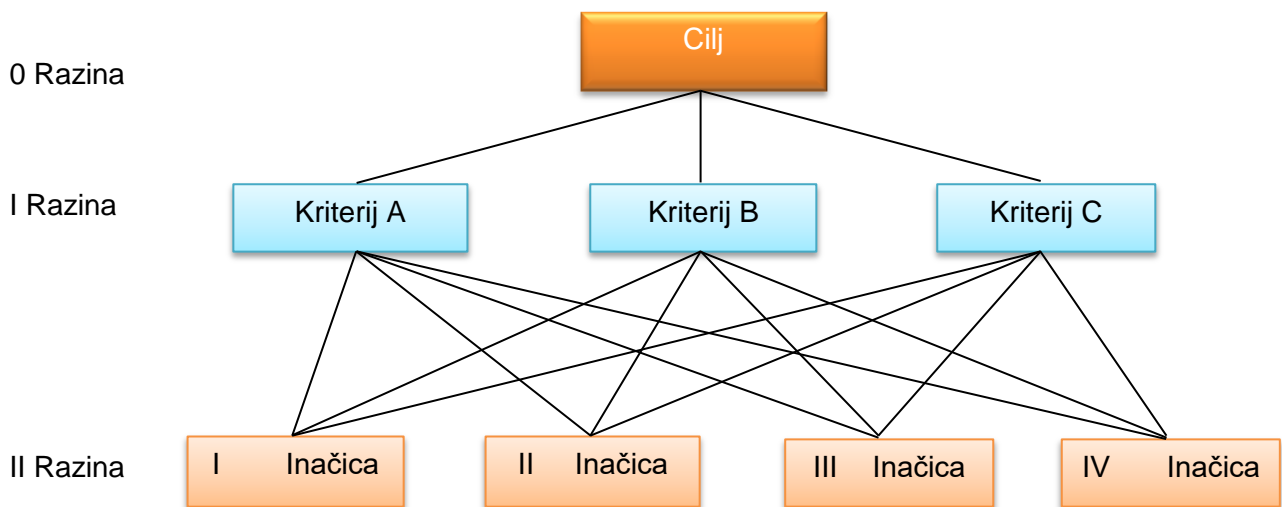 Cilj
0 Razina
I Razina
Kriterij A
Kriterij B
Kriterij C
II Razina
I Inačica
II Inačica
III Inačica
IV Inačica